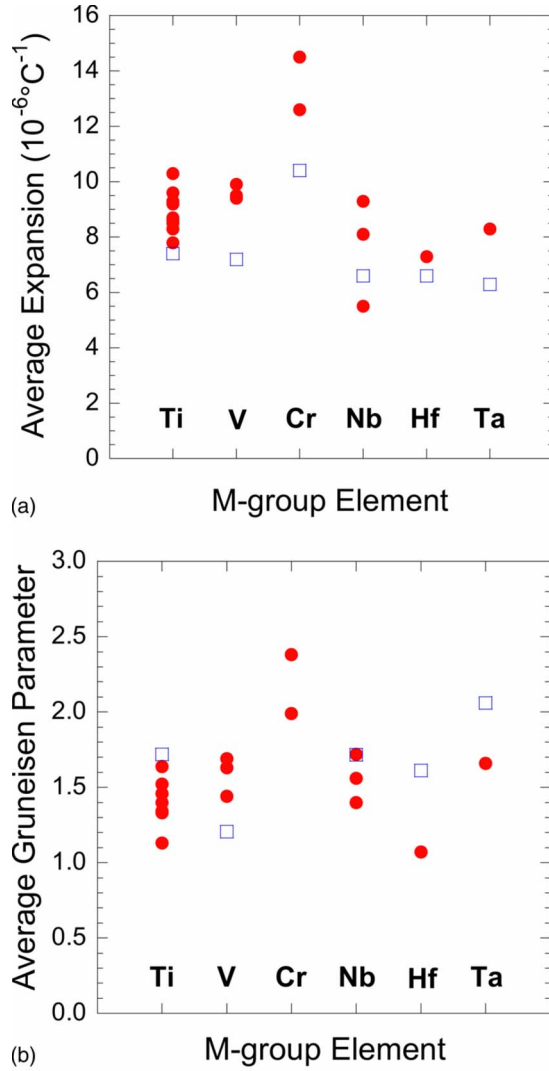 16
14
12
10
8
6
4
2
0
Average Expansion (10⁻⁶°C⁻¹)
Ti V Cr Nb Hf Ta
M-group Element
(a)
3.0
2.5
2.0
1.5
1.0
0.5
0.0
Average Gruneisen Parameter
Ti V Cr Nb Hf Ta
M-group Element
(b)